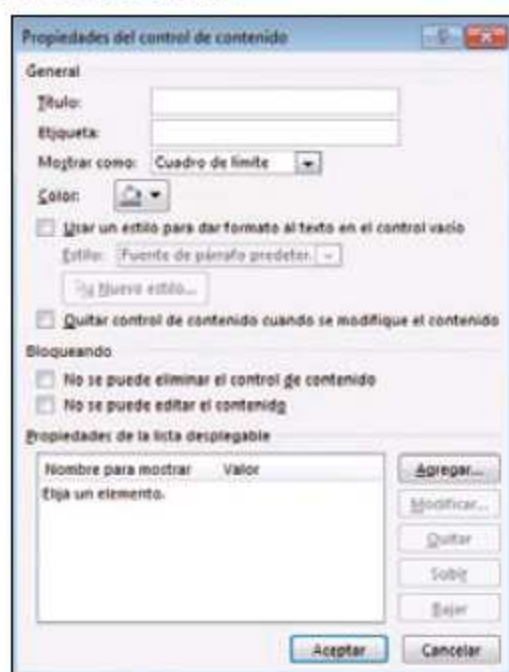 Propiedades del control de contenido
General
Título:
Etiqueta:
Mostrar como: Cuadro de límite
Color:
Usar un estilo para dar formato al texto en el control vacío
Estilo: Fuente de párrafo predeter.
Nuevo estilo...
Quitar control de contenido cuando se modifique el contenido
Bloqueando
No se puede eliminar el control de contenido
No se puede editar el contenido
Propiedades de la lista desplegable
Nombre para mostrar Valor
Elija un elemento.
Agregar...
Modificar...
Quitar
Subir
Bajar
Aceptar Cancelar